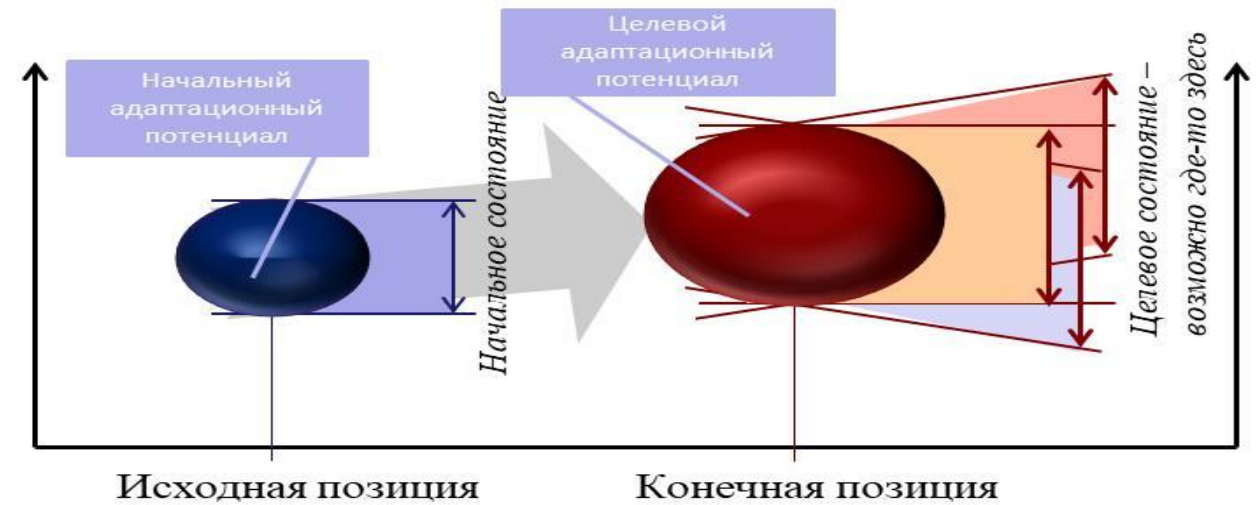 Начальный
адаптационный
потенциал
Целевой
адаптационный
потенциал
Начальное состояние
Целевое состояние –
возможно где-то здесь
Исходная позиция
Конечная позиция